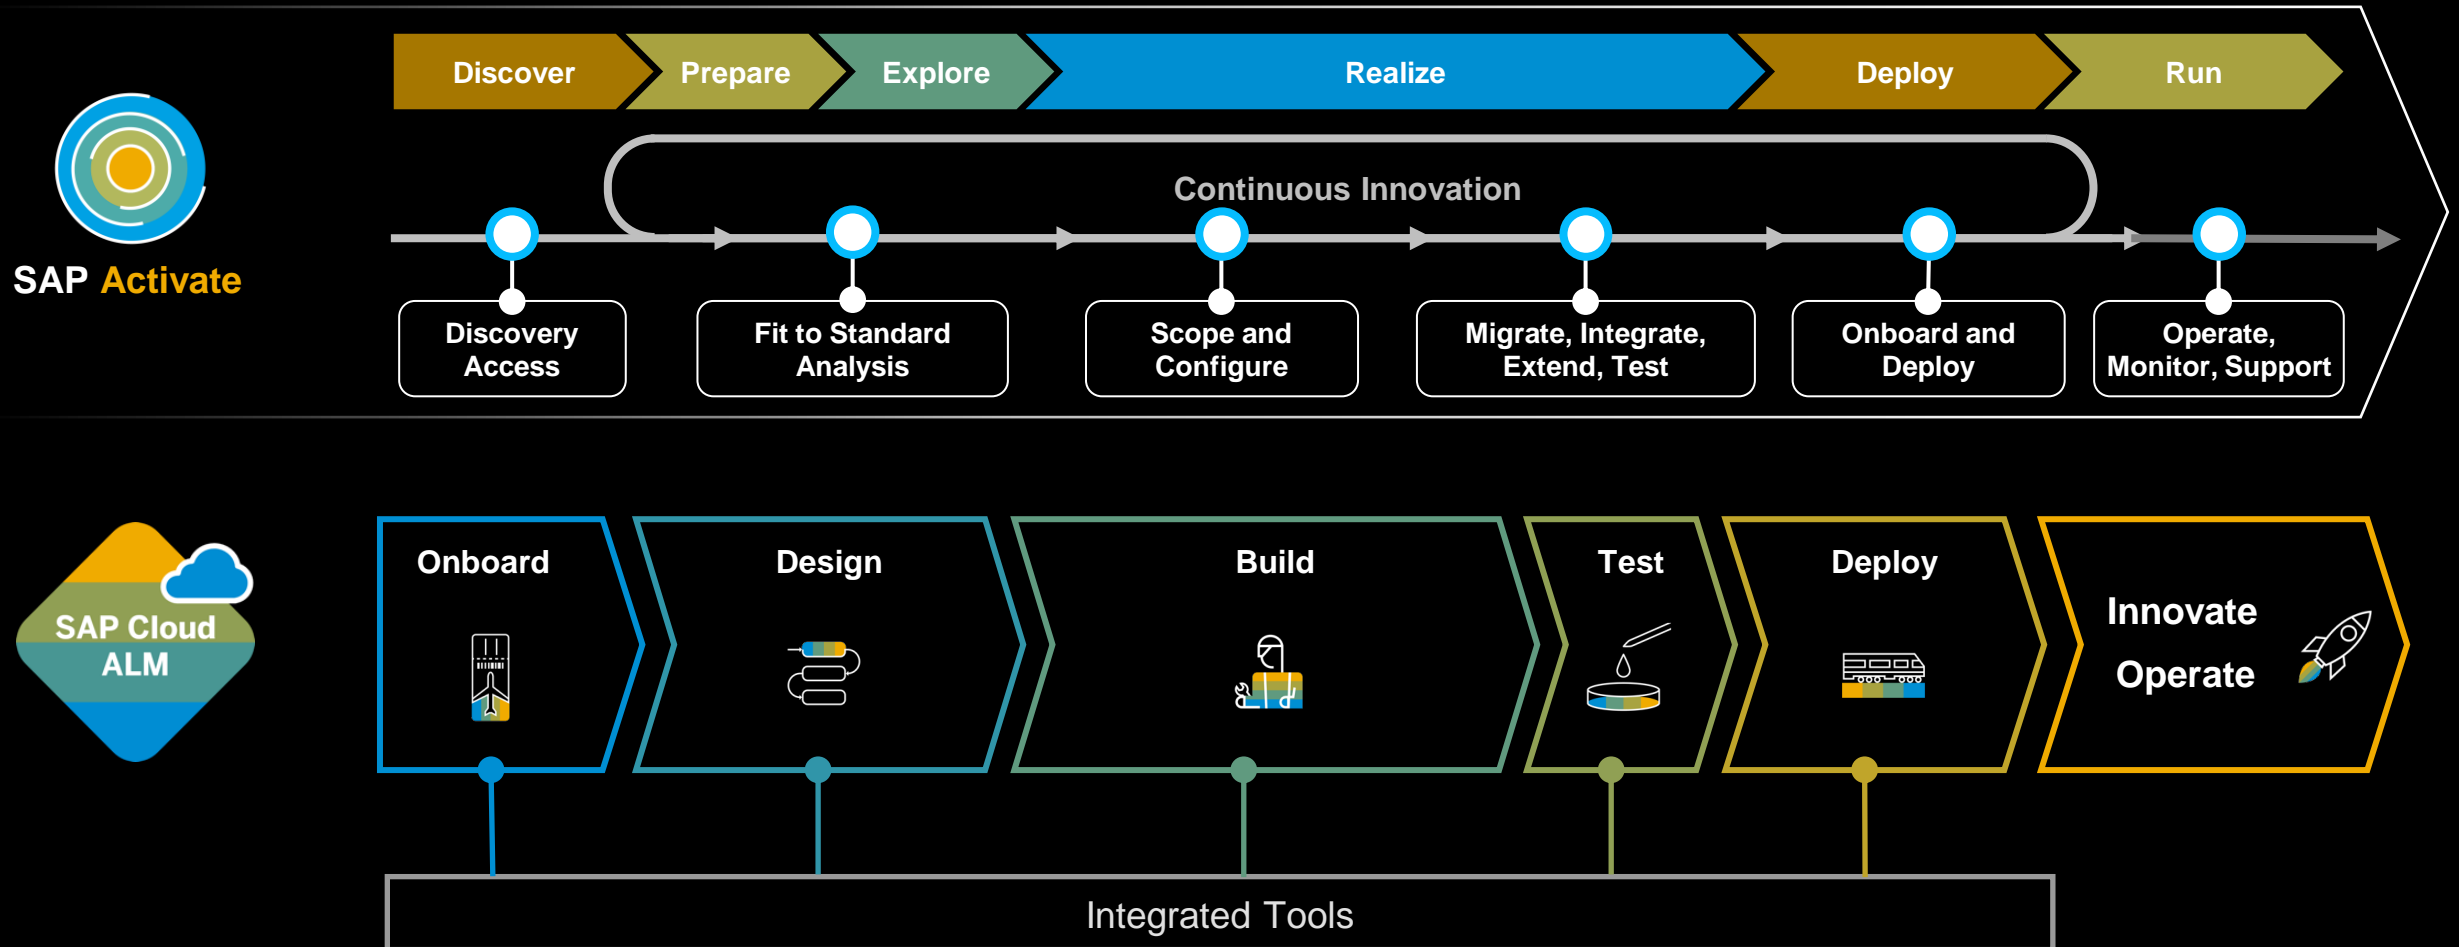 Discover
Prepare
Explore
Realize
Deploy
Run
SAP Activate
Continuous Innovation
Discovery
Access
Fit to Standard
Analysis
Scope and
Configure
Migrate, Integrate,
Extend, Test
Onboard and
Deploy
Operate,
Monitor, Support
SAP Cloud
ALM
Onboard
Design
Build
Test
Deploy
Innovate
Operate
Integrated Tools